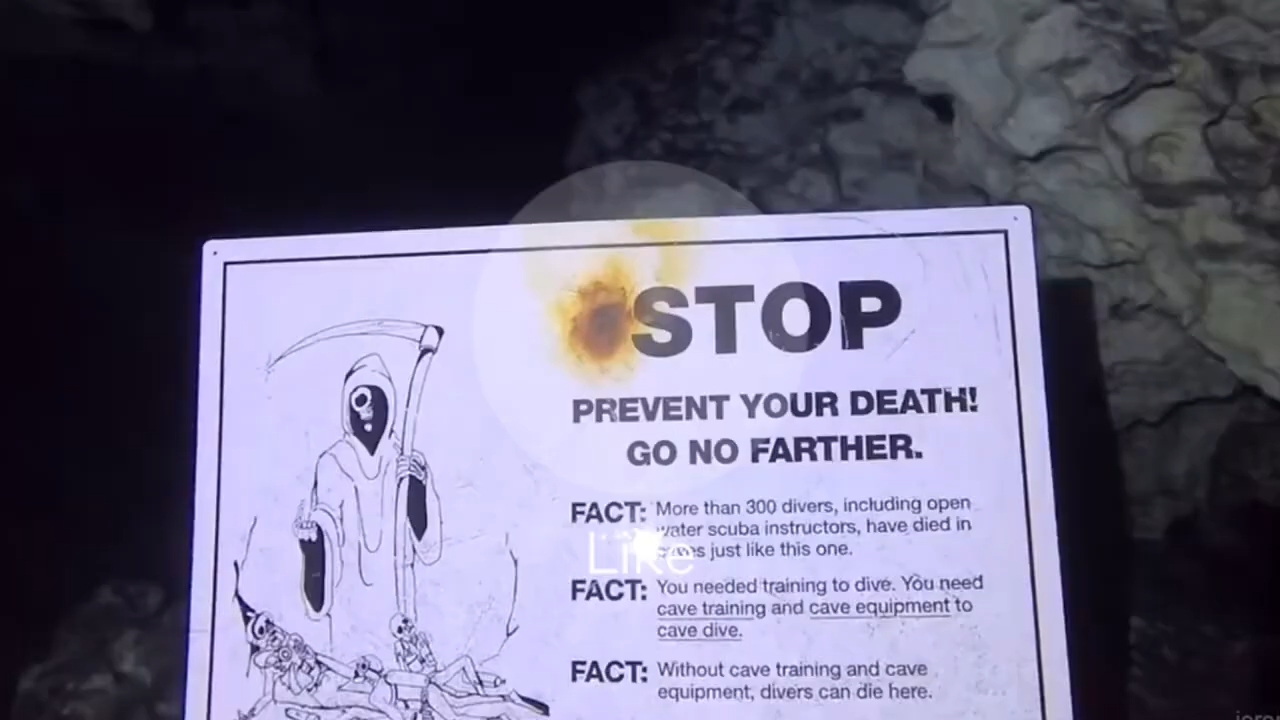 STOP
PREVENT YOUR DEATH!
GO NO FARTHER.
FACT: More than 300 divers, including open
water scuba instructors, have died in
caves just like this one.
Like
FACT: You needed training to dive. You need
cave training and cave equipment to
cave dive.
FACT: Without cave training and cave
equipment, divers can die here.